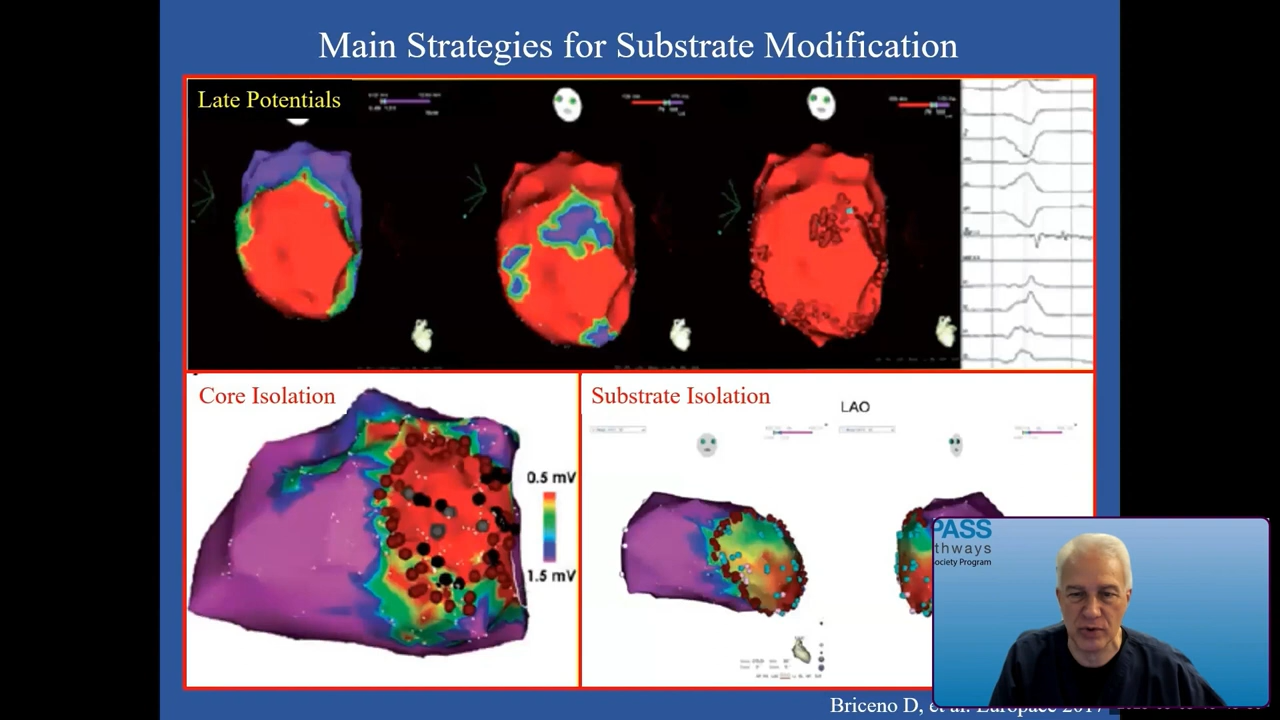 Main Strategies for Substrate Modification
Late Potentials
Core Isolation
0.5 mV
1.5 mV
Substrate Isolation
LAO
PASS
thways
ociety Program
Briceno D, et al. Europace 2017